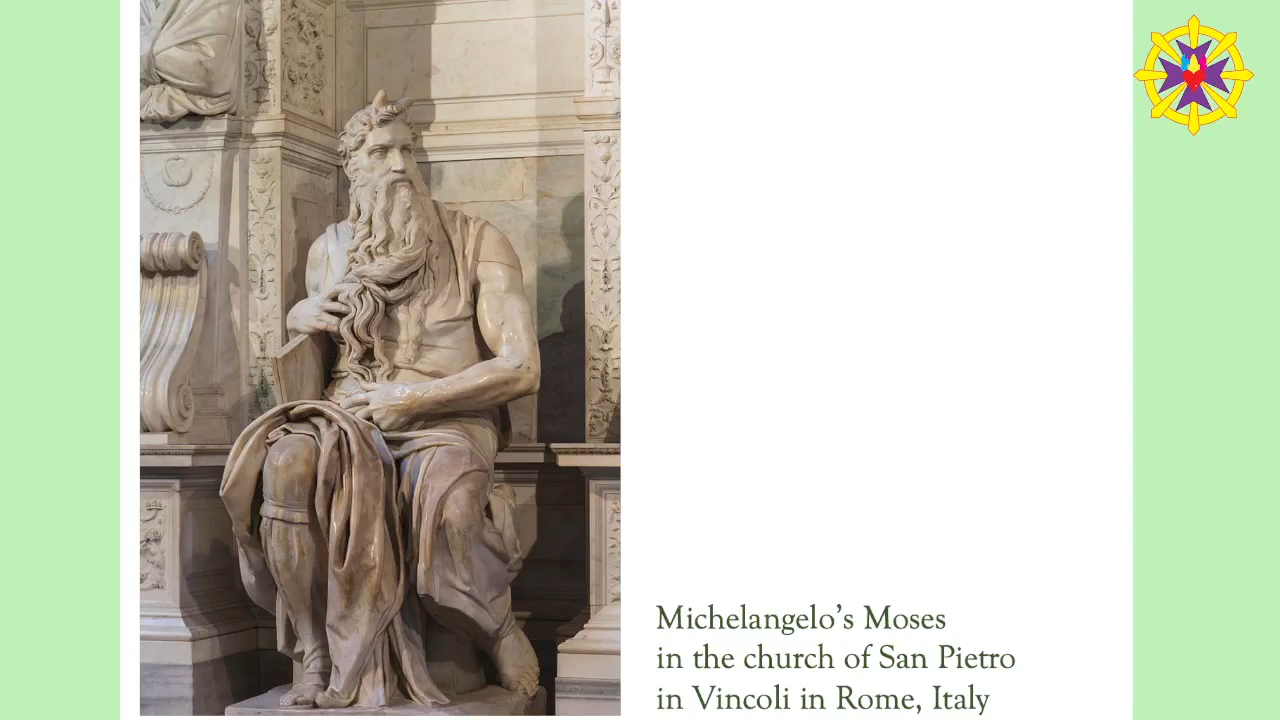 Michelangelo’s Moses
in the church of San Pietro
in Vincoli in Rome, Italy